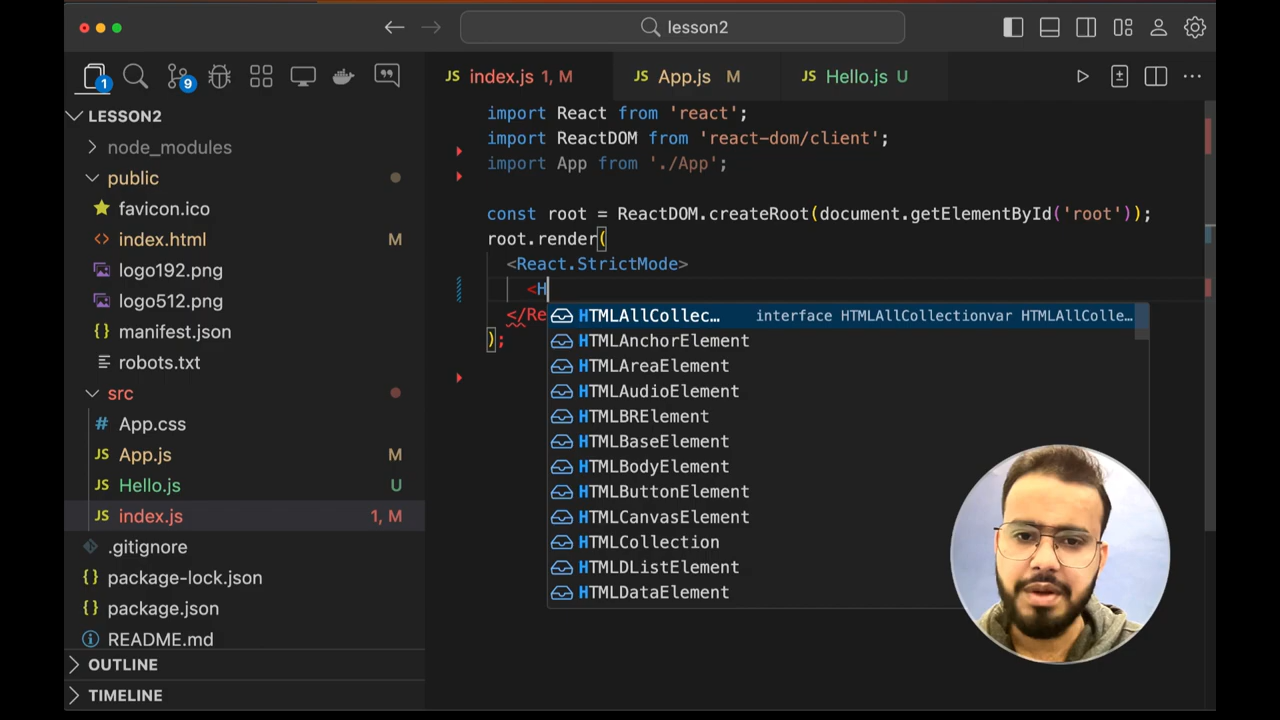 lesson2
1
9
index.js 1, M
App.js M
Hello.js U
LESSON2
node_modules
public
favicon.ico
index.html M
logo192.png
logo512.png
manifest.json
robots.txt
src
App.css
App.js M
Hello.js U
index.js 1, M
.gitignore
package-lock.json
package.json
README.md
OUTLINE
TIMELINE
import React from 'react';
import ReactDOM from 'react-dom/client';
import App from './App';
const root = ReactDOM.createRoot(document.getElementById('root'));
root.render(
<React.StrictMode>
<H
</Re
);
HTMLAllCollec… interface HTMLAllCollectionvar HTMLAlleColle…
HTMLAnchorElement
HTMLAreaElement
HTMLAudioElement
HTMLBRElement
HTMLBaseElement
HTMLBodyElement
HTMLButtonElement
HTMLCanvasElement
HTMLCollection
HTMLDListElement
HTMLDataElement